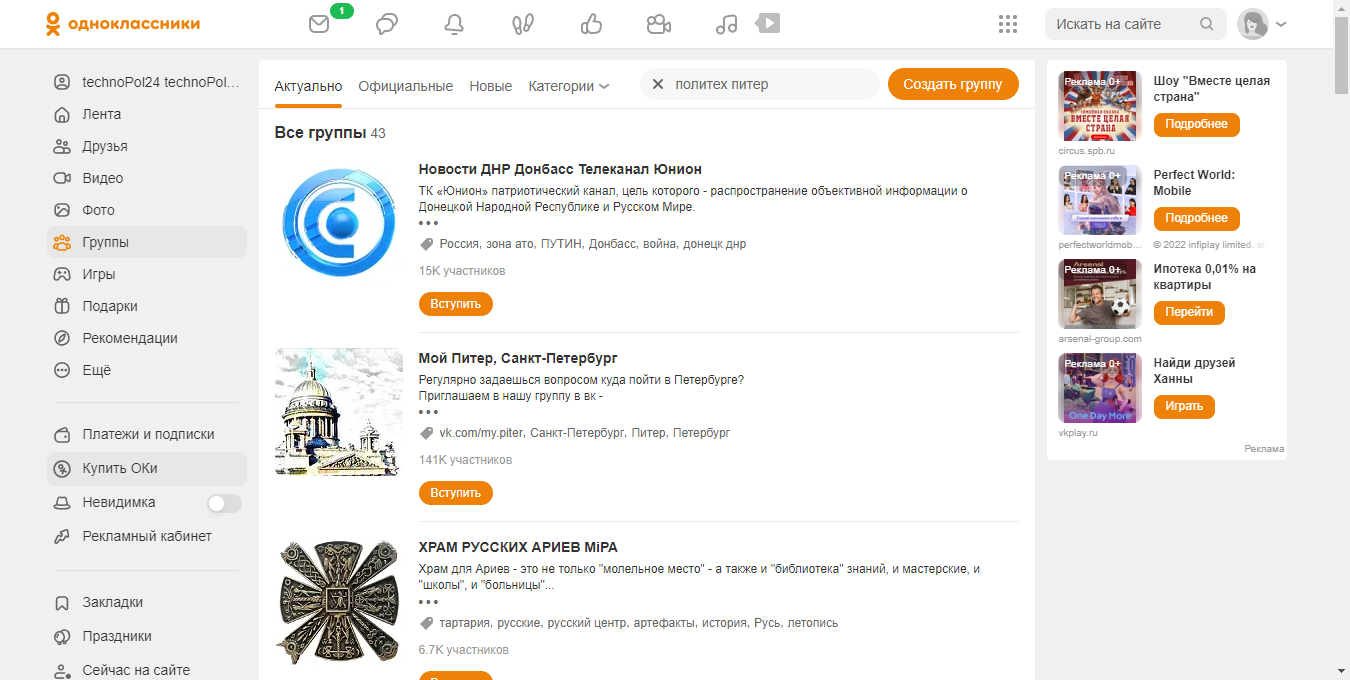 одноклассники
1
Искать на сайте
technoPol24 technoPol…
Лента
Друзья
Видео
Фото
Группы
Игры
Подарки
Рекомендации
Ещё
Платежи и подписки
Купить ОКи
Невидимка
Рекламный кабинет
Закладки
Праздники
Сейчас на сайте
Актуально Официальные Новые Категории
политех питер
Создать группу
Все группы 43
Новости ДНР Донбасс Телеканал Юнион
ТК «Юнион» патриотический канал, цель которого - распространение объективной информации о
Донецкой Народной Республике и Русском Мире.
•••
Россия, зона ато, ПУТИН, Донбасс, война, донецк днр
15K участников
Вступить
Мой Питер, Санкт-Петербург
Регулярно задаешься вопросом куда пойти в Петербурге?
Приглашаем в нашу группу в вк -
•••
vk.com/my.piter, Санкт-Петербург, Питер, Петербург
141K участников
Вступить
ХРАМ РУССКИХ АРИЕВ МiРА
Храм для Ариев - это не только "молельное место" - а также и "библиотека" знаний, и мастерские, и
"школы", и "больницы"...
•••
тартария, русские, русский центр, артефакты, история, Русь, летопись
6.7K участников
Реклама 0+
ВМЕСТЕ ЦЕЛАЯ
СТРАНА
Шоу "Вместе целая
страна"
Подробнее
circus.spb.ru
Реклама 0+
Perfect World:
Mobile
Подробнее
perfectworldmob…
© 2022 infiplay limited.
Arsenal
Реклама 0+
Ипотека 0,01% на
квартиры
Перейти
arsenal-group.com
Реклама 0+
One Day More
Найди друзей
Ханны
Играть
vkplay.ru
Реклама